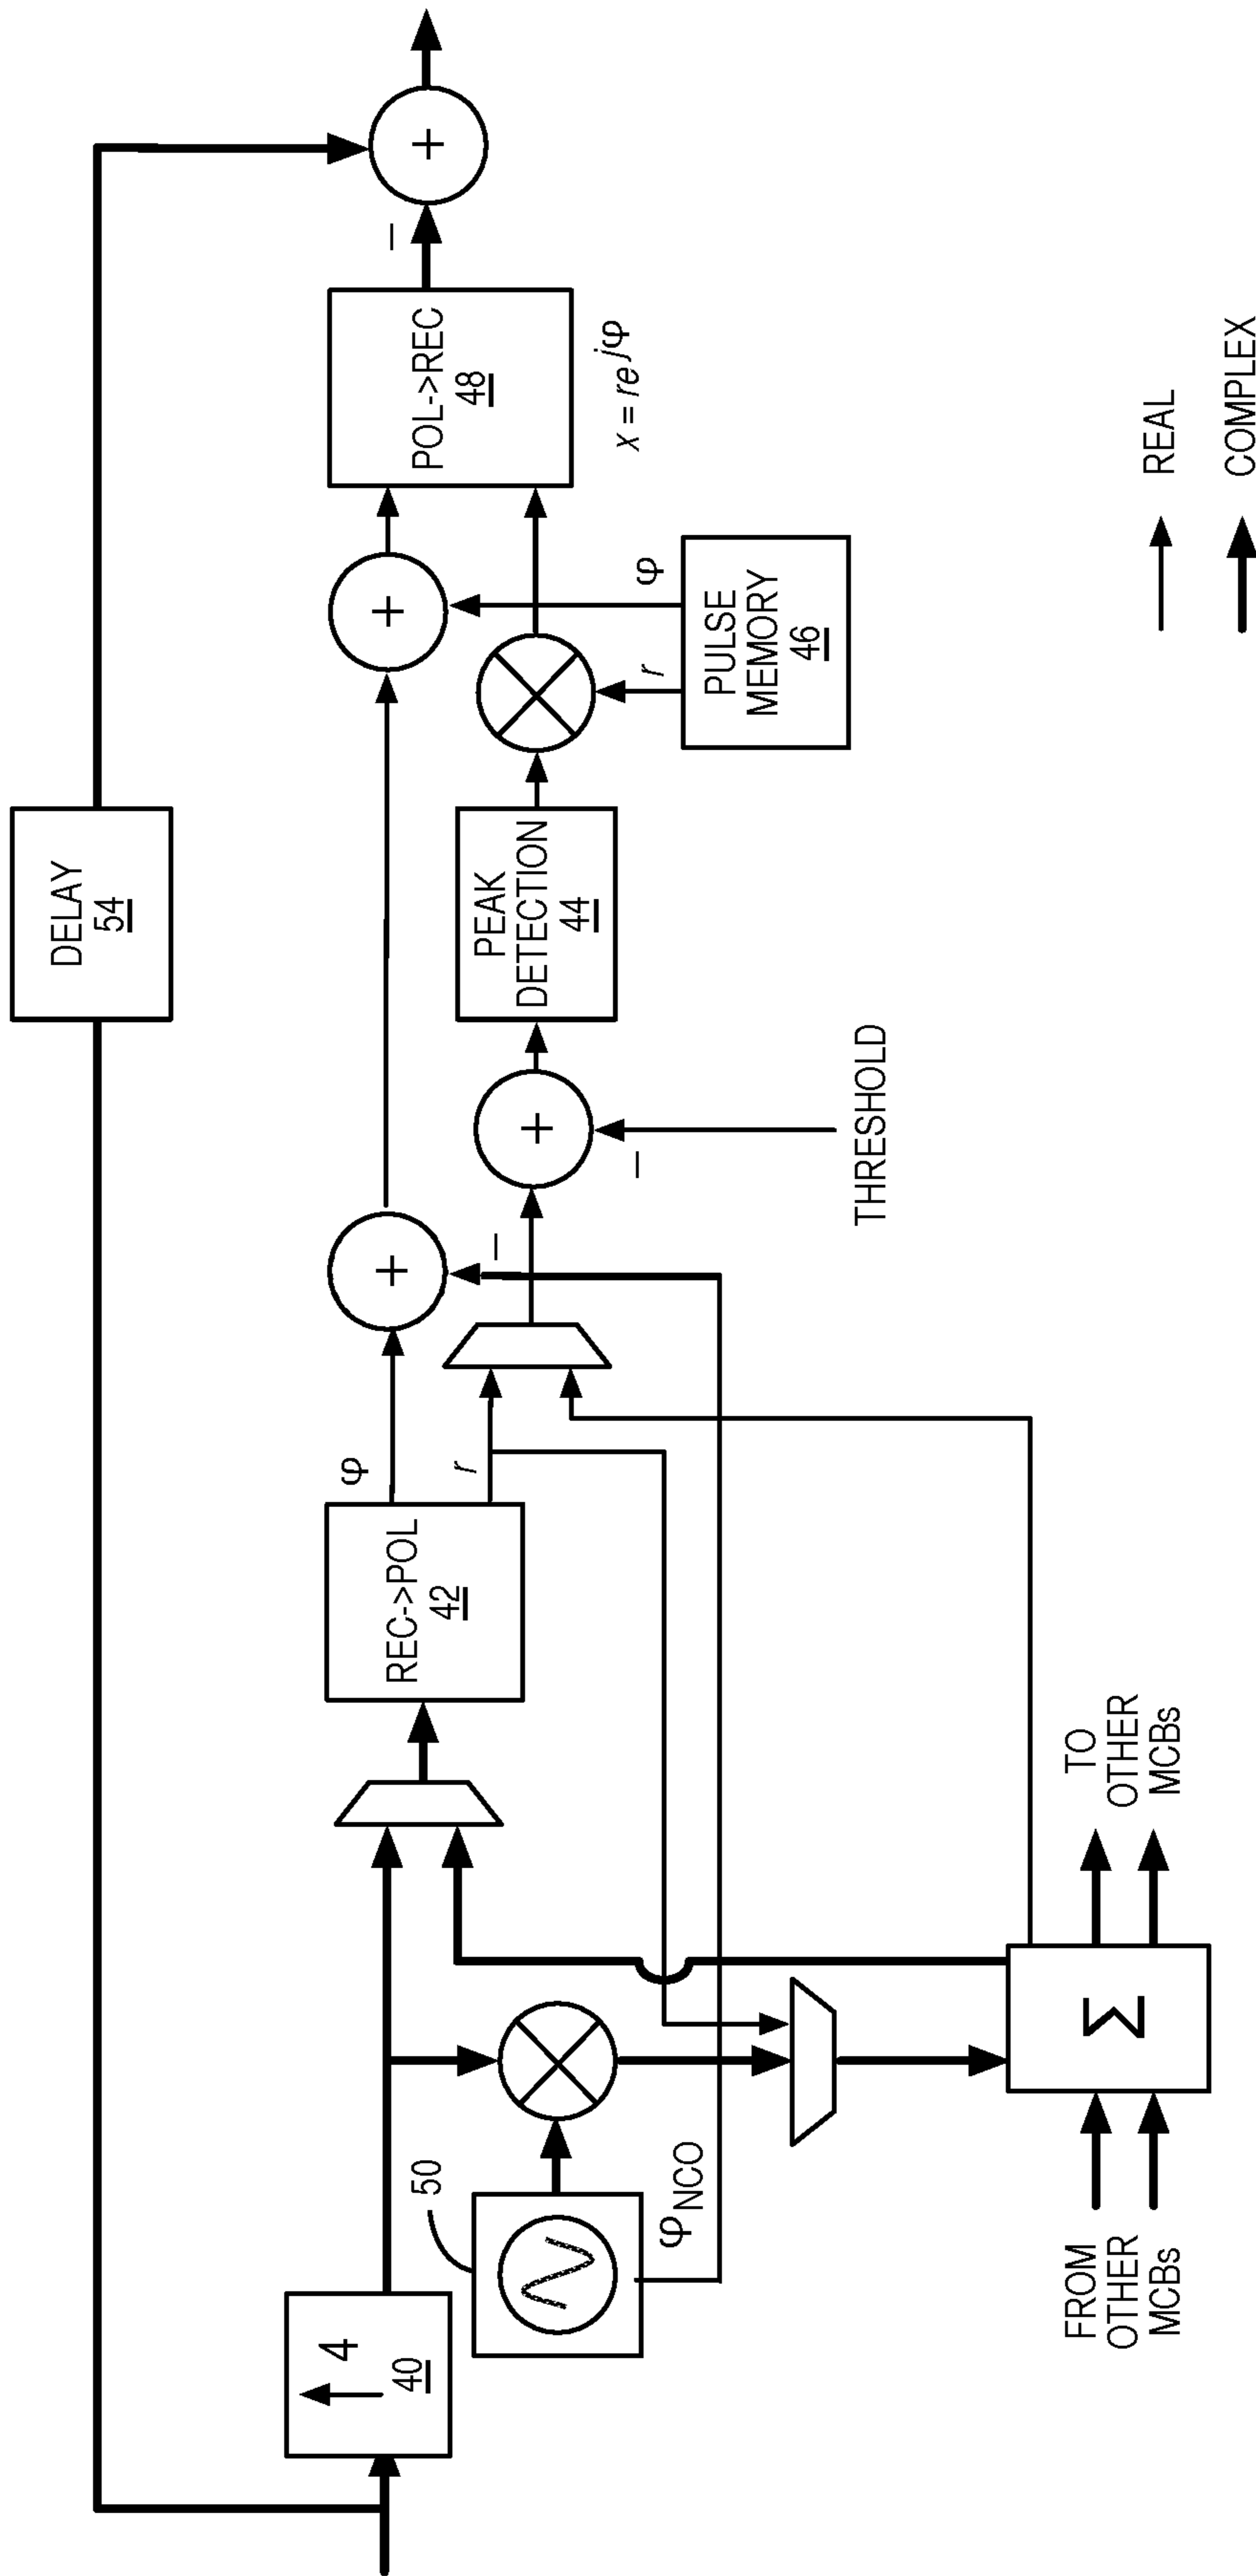 DELAY
54
↑ 4
40
50
φNCO
REC->POL
42
φ
r
+
−
+
−
THRESHOLD
PEAK
DETECTION
44
+
PULSE
MEMORY
46
r
φ
POL->REC
48
x = re^jφ
−
+
FROM
OTHER
MCBs
Σ
TO
OTHER
MCBs
REAL
COMPLEX